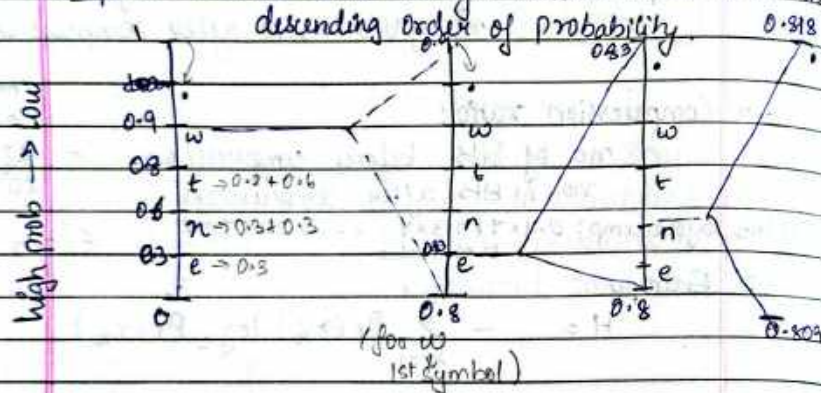 descending order of probability.
1
0.9
0.83
0.818
.
.
.
.
0.9
w
w
w
0.8
t → 0.2+0.6
t
t
0.6
n → 0.3+0.3
n
n
0.3
e → 0.3
e
e
0
0.8
0.8
0.809
(for w
1st symbol)
high prob → Low